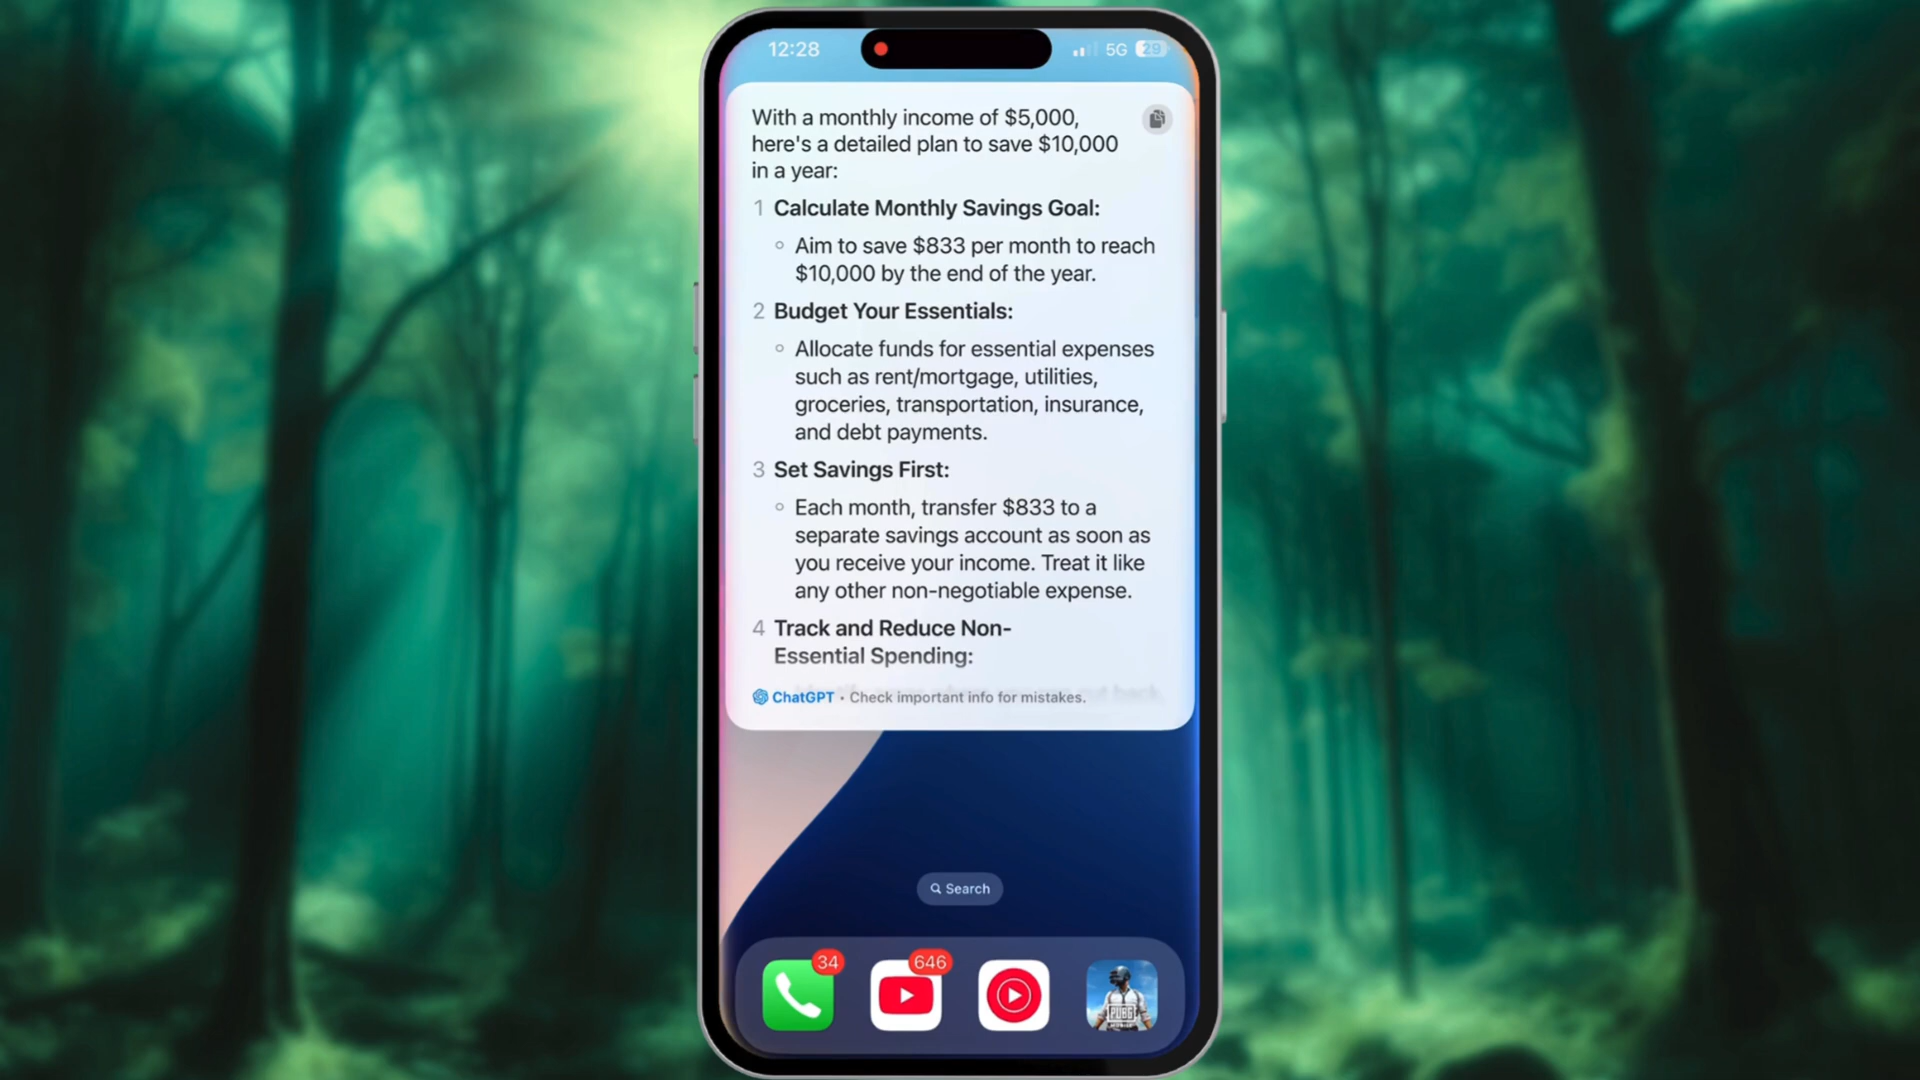 12:28
5G
29
With a monthly income of $5,000,
here's a detailed plan to save $10,000
in a year:
1 Calculate Monthly Savings Goal:
Aim to save $833 per month to reach
$10,000 by the end of the year.
2 Budget Your Essentials:
Allocate funds for essential expenses
such as rent/mortgage, utilities,
groceries, transportation, insurance,
and debt payments.
3 Set Savings First:
Each month, transfer $833 to a
separate savings account as soon as
you receive your income. Treat it like
any other non-negotiable expense.
4 Track and Reduce Non-
Essential Spending:
ChatGPT • Check important info for mistakes.
Search
34
646
PUBG
MOBILE